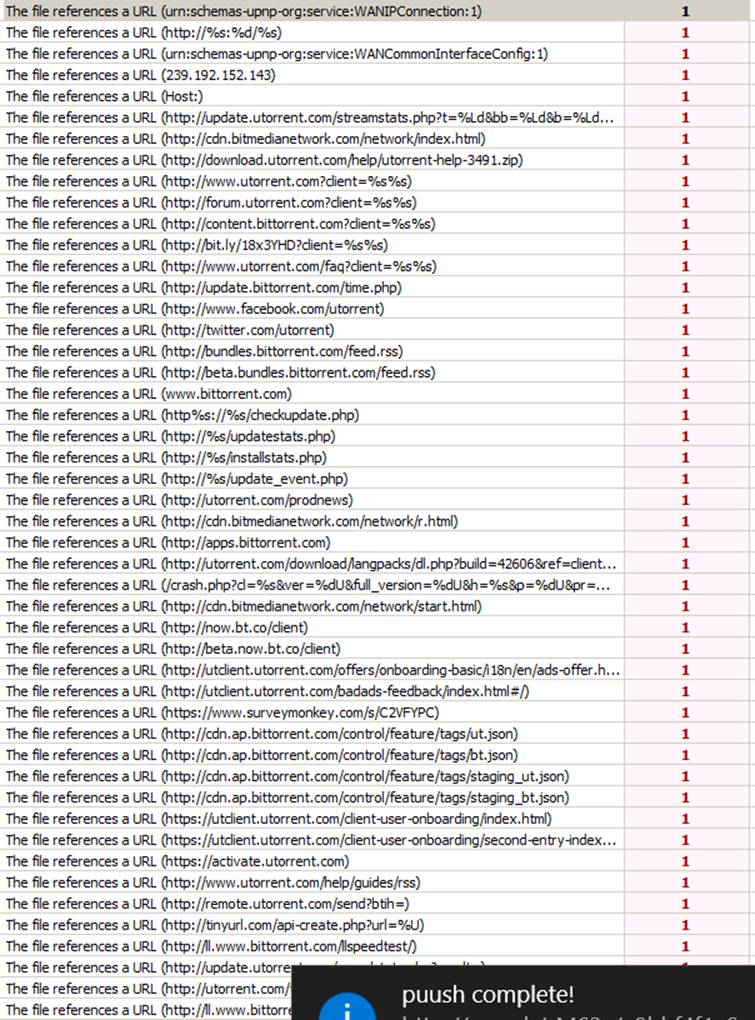 The file references a URL (urn:schemas-upnp-org:service:WANIPConnection:1) 1
The file references a URL (http://%s:%d/%s) 1
The file references a URL (urn:schemas-upnp-org:service:WANCommonInterfaceConfig:1) 1
The file references a URL (239.192.152.143) 1
The file references a URL (Host:) 1
The file references a URL (http://update.utorrent.com/streamstats.php?t=%Ld&bb=%Ld&b=%Ld... 1
The file references a URL (http://cdn.bitmedianetwork.com/network/index.html) 1
The file references a URL (http://download.utorrent.com/help/utorrent-help-3491.zip) 1
The file references a URL (http://www.utorrent.com?client=%s%s) 1
The file references a URL (http://forum.utorrent.com?client=%s%s) 1
The file references a URL (http://content.bittorrent.com?client=%s%s) 1
The file references a URL (http://bit.ly/18x3YHD?client=%s%s) 1
The file references a URL (http://www.utorrent.com/faq?client=%s%s) 1
The file references a URL (http://update.bittorrent.com/time.php) 1
The file references a URL (http://www.facebook.com/utorrent) 1
The file references a URL (http://twitter.com/utorrent) 1
The file references a URL (http://bundles.bittorrent.com/feed.rss) 1
The file references a URL (http://beta.bundles.bittorrent.com/feed.rss) 1
The file references a URL (www.bittorrent.com) 1
The file references a URL (http%s://%s/checkupdate.php) 1
The file references a URL (http://%s/updatestats.php) 1
The file references a URL (http://%s/installstats.php) 1
The file references a URL (http://%s/update_event.php) 1
The file references a URL (http://utorrent.com/prodnews) 1
The file references a URL (http://cdn.bitmedianetwork.com/network/r.html) 1
The file references a URL (http://apps.bittorrent.com) 1
The file references a URL (http://utorrent.com/download/langpacks/dl.php?build=42606&ref=client... 1
The file references a URL (/crash.php?cl=%s&ver=%dU&full_version=%dU&h=%s&p=%dU&pr=... 1
The file references a URL (http://cdn.bitmedianetwork.com/network/start.html) 1
The file references a URL (http://now.bt.co/client) 1
The file references a URL (http://beta.now.bt.co/client) 1
The file references a URL (http://utclient.utorrent.com/offers/onboarding-basic/i18n/en/ads-offer.h... 1
The file references a URL (http://utclient.utorrent.com/badads-feedback/index.html#/) 1
The file references a URL (https://www.surveymonkey.com/s/C2VFYPC) 1
The file references a URL (http://cdn.ap.bittorrent.com/control/feature/tags/ut.json) 1
The file references a URL (http://cdn.ap.bittorrent.com/control/feature/tags/bt.json) 1
The file references a URL (http://cdn.ap.bittorrent.com/control/feature/tags/staging_ut.json) 1
The file references a URL (http://cdn.ap.bittorrent.com/control/feature/tags/staging_bt.json) 1
The file references a URL (https://utclient.utorrent.com/client-user-onboarding/index.html) 1
The file references a URL (https://utclient.utorrent.com/client-user-onboarding/second-entry-index... 1
The file references a URL (https://activate.utorrent.com) 1
The file references a URL (http://www.utorrent.com/help/guides/rss) 1
The file references a URL (http://remote.utorrent.com/send?btih=) 1
The file references a URL (http://tinyurl.com/api-create.php?url=%U) 1
The file references a URL (http://ll.www.bittorrent.com/llspeedtest/) 1
The file references a URL (http://update.utorre
The file references a URL (http://utorrent.com/
The file references a URL (http://ll.www.bittorre
puush complete!